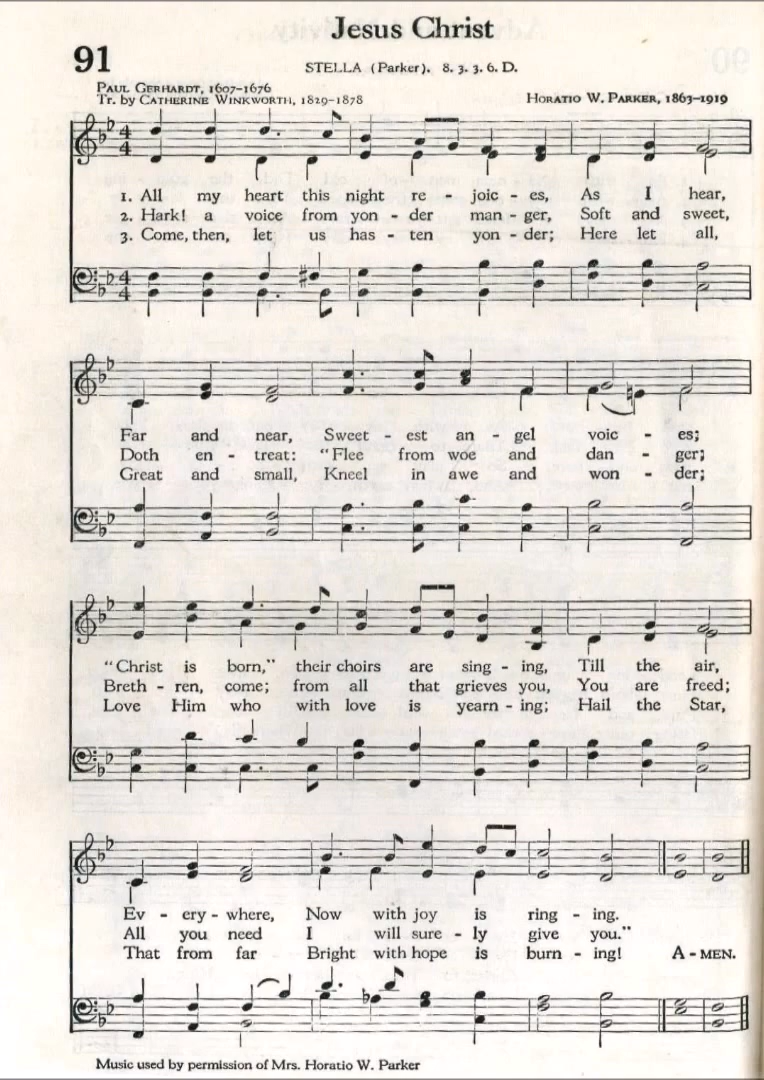 Jesus Christ
91
STELLA (Parker). 8. 3. 3. 6. D.
PAUL GERHARDT, 1607-1676
Tr. by CATHERINE WINKWORTH, 1829-1878
HORATIO W. PARKER, 1863-1919
1. All my heart this night re - joic - es, As I hear,
2. Hark! a voice from yon - der man - ger, Soft and sweet,
3. Come, then, let us has - ten yon - der; Here let all,
Far and near, Sweet - est an - gel voic - es;
Doth en - treat: "Flee from woe and dan - ger;
Great and small, Kneel in awe and won - der;
"Christ is born," their choirs are sing - ing, Till the air,
Breth - ren, come; from all that grieves you, You are freed;
Love Him who with love is yearn - ing; Hail the Star,
Ev - ery - where, Now with joy is ring - ing.
All you need I will sure - ly give you."
That from far Bright with hope is burn - ing! A - MEN.
Music used by permission of Mrs. Horatio W. Parker